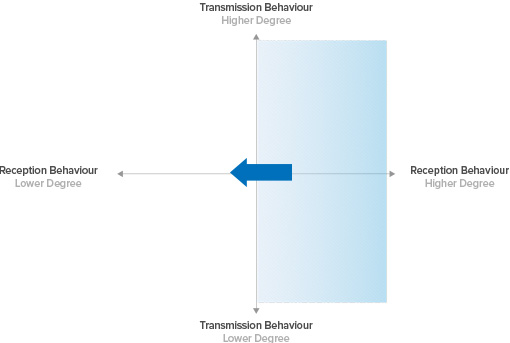 Transmission Behaviour
Higher Degree
Reception Behaviour
Lower Degree
Reception Behaviour
Higher Degree
Transmission Behaviour
Lower Degree